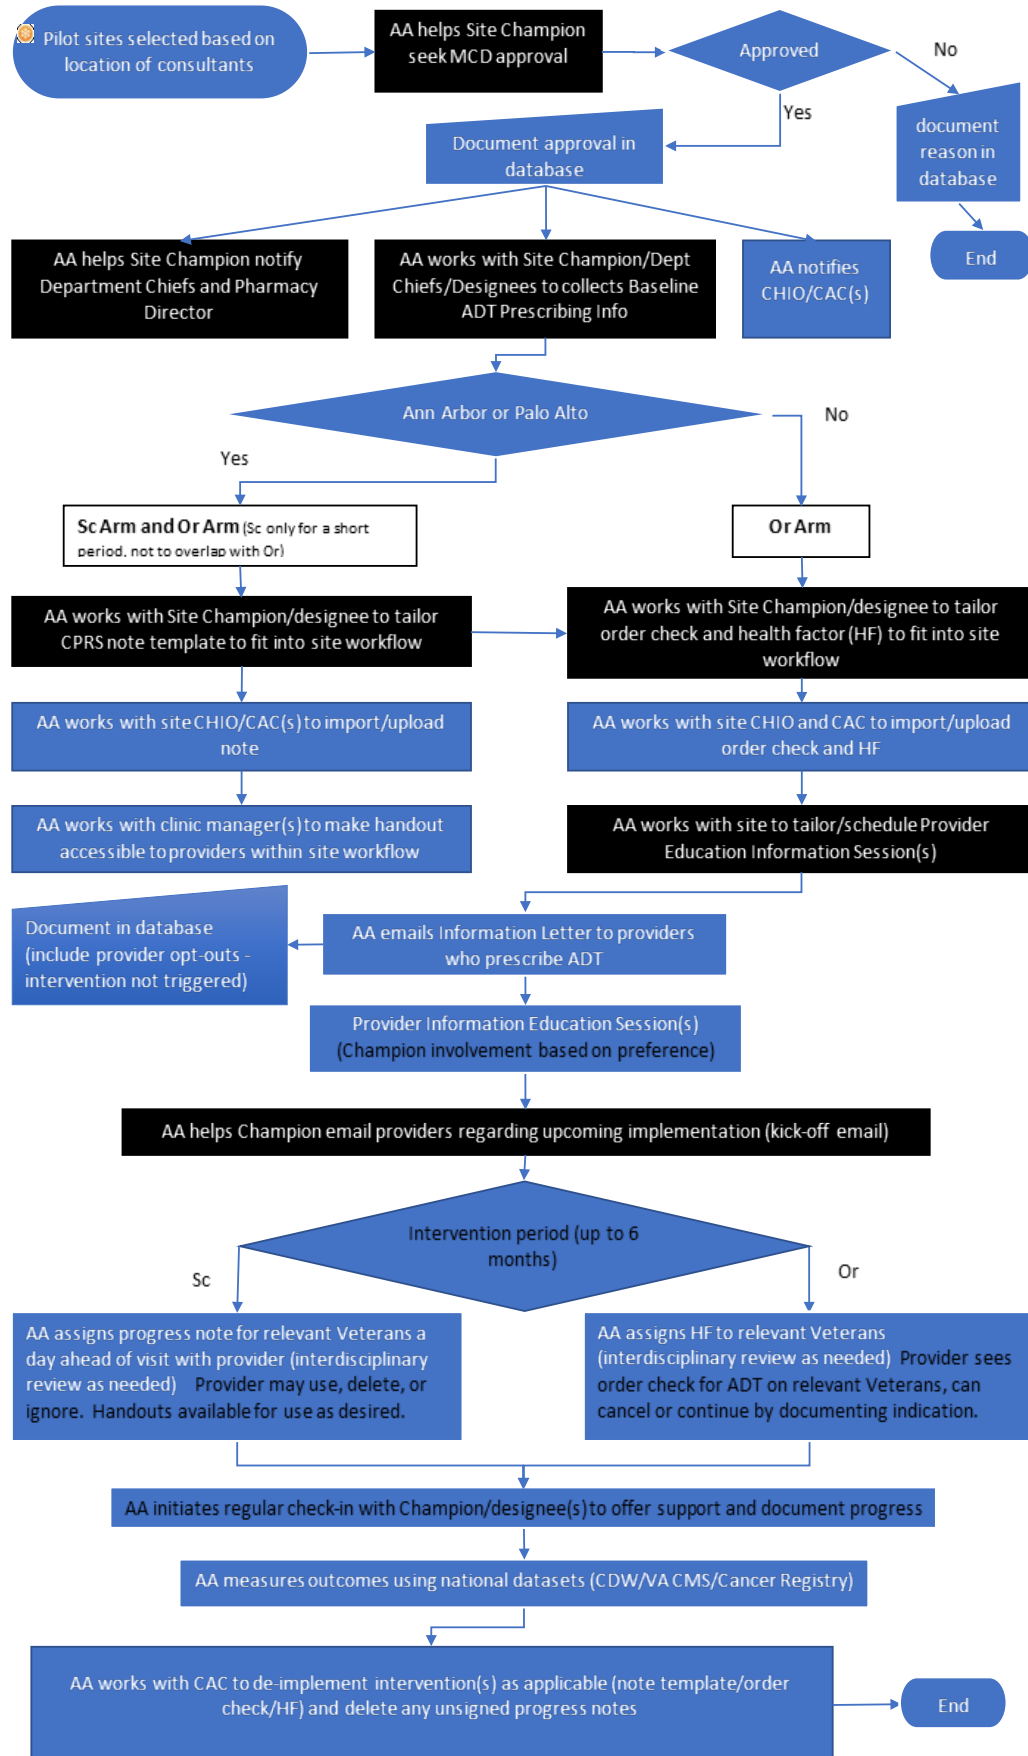 Pilot sites selected based on
location of consultants
AA helps Site Champion
seek MCD approval
Approved
No
Yes
Document approval in
database
document
reason in
database
End
AA helps Site Champion notify
Department Chiefs and Pharmacy
Director
AA works with Site Champion/Dept
Chiefs/Designees to collects Baseline
ADT Prescribing Info
AA notifies
CHIO/CAC(s)
Ann Arbor or Palo Alto
No
Yes
Sc Arm and Or Arm (Sc only for a short
period, not to overlap with Or)
Or Arm
AA works with Site Champion/designee to tailor
CPRS note template to fit into site workflow
AA works with Site Champion/designee to tailor
order check and health factor (HF) to fit into site
workflow
AA works with site CHIO/CAC(s) to import/upload
note
AA works with site CHIO and CAC to import/upload
order check and HF
AA works with clinic manager(s) to make handout
accessible to providers within site workflow
AA works with site to tailor/schedule Provider
Education Information Session(s)
Document in database
(include provider opt-outs -
intervention not triggered)
AA emails Information Letter to providers
who prescribe ADT
Provider Information Education Session(s)
(Champion involvement based on preference)
AA helps Champion email providers regarding upcoming implementation (kick-off email)
Intervention period (up to 6
months)
Sc
Or
AA assigns progress note for relevant Veterans a
day ahead of visit with provider (interdisciplinary
review as needed) Provider may use, delete, or
ignore. Handouts available for use as desired.
AA assigns HF to relevant Veterans
(interdisciplinary review as needed) Provider sees
order check for ADT on relevant Veterans, can
cancel or continue by documenting indication.
AA initiates regular check-in with Champion/designee(s) to offer support and document progress
AA measures outcomes using national datasets (CDW/VA CMS/Cancer Registry)
AA works with CAC to de-implement intervention(s) as applicable (note template/order
check/HF) and delete any unsigned progress notes
End